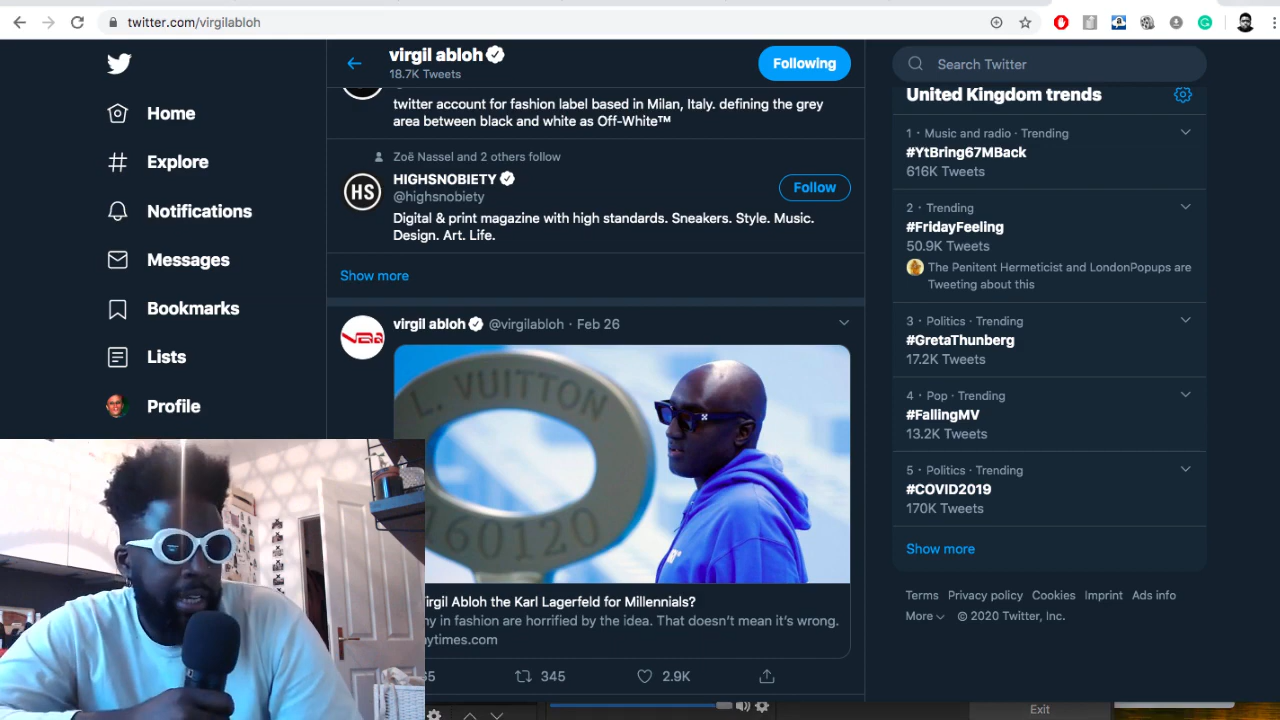 twitter.com/virgilabloh
Home
Explore
Notifications
Messages
Bookmarks
Lists
Profile
virgil abloh
18.7K Tweets
Following
twitter account for fashion label based in Milan, Italy. defining the grey
area between black and white as Off-White™
Zoë Nassel and 2 others follow
HS
HIGHSNOBIETY
@highsnobiety
Follow
Digital & print magazine with high standards. Sneakers. Style. Music.
Design. Art. Life.
Show more
virgil abloh @virgilabloh · Feb 26
L. VUITTON
160120
Virgil Abloh the Karl Lagerfeld for Millennials?
ny in fashion are horrified by the idea. That doesn't mean it's wrong.
nytimes.com
65 345 2.9K
Search Twitter
United Kingdom trends
1 · Music and radio · Trending
#YtBring67MBack
616K Tweets
2 · Trending
#FridayFeeling
50.9K Tweets
The Penitent Hermeticist and LondonPopups are
Tweeting about this
3 · Politics · Trending
#GretaThunberg
17.2K Tweets
4 · Pop · Trending
#FallingMV
13.2K Tweets
5 · Politics · Trending
#COVID2019
170K Tweets
Show more
Terms Privacy policy Cookies Imprint Ads info
More © 2020 Twitter, Inc.
Exit